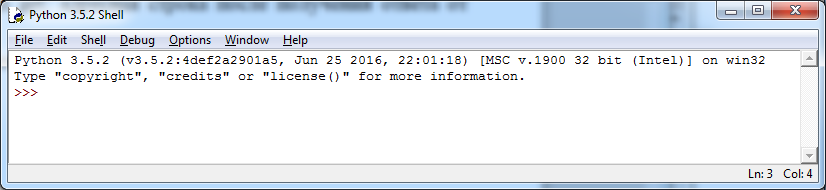 Python 3.5.2 Shell
File Edit Shell Debug Options Window Help
Python 3.5.2 (v3.5.2:4def2a2901a5, Jun 25 2016, 22:01:18) [MSC v.1900 32 bit (Intel)] on win32
Type "copyright", "credits" or "license()" for more information.
>>>
Ln: 3 Col: 4